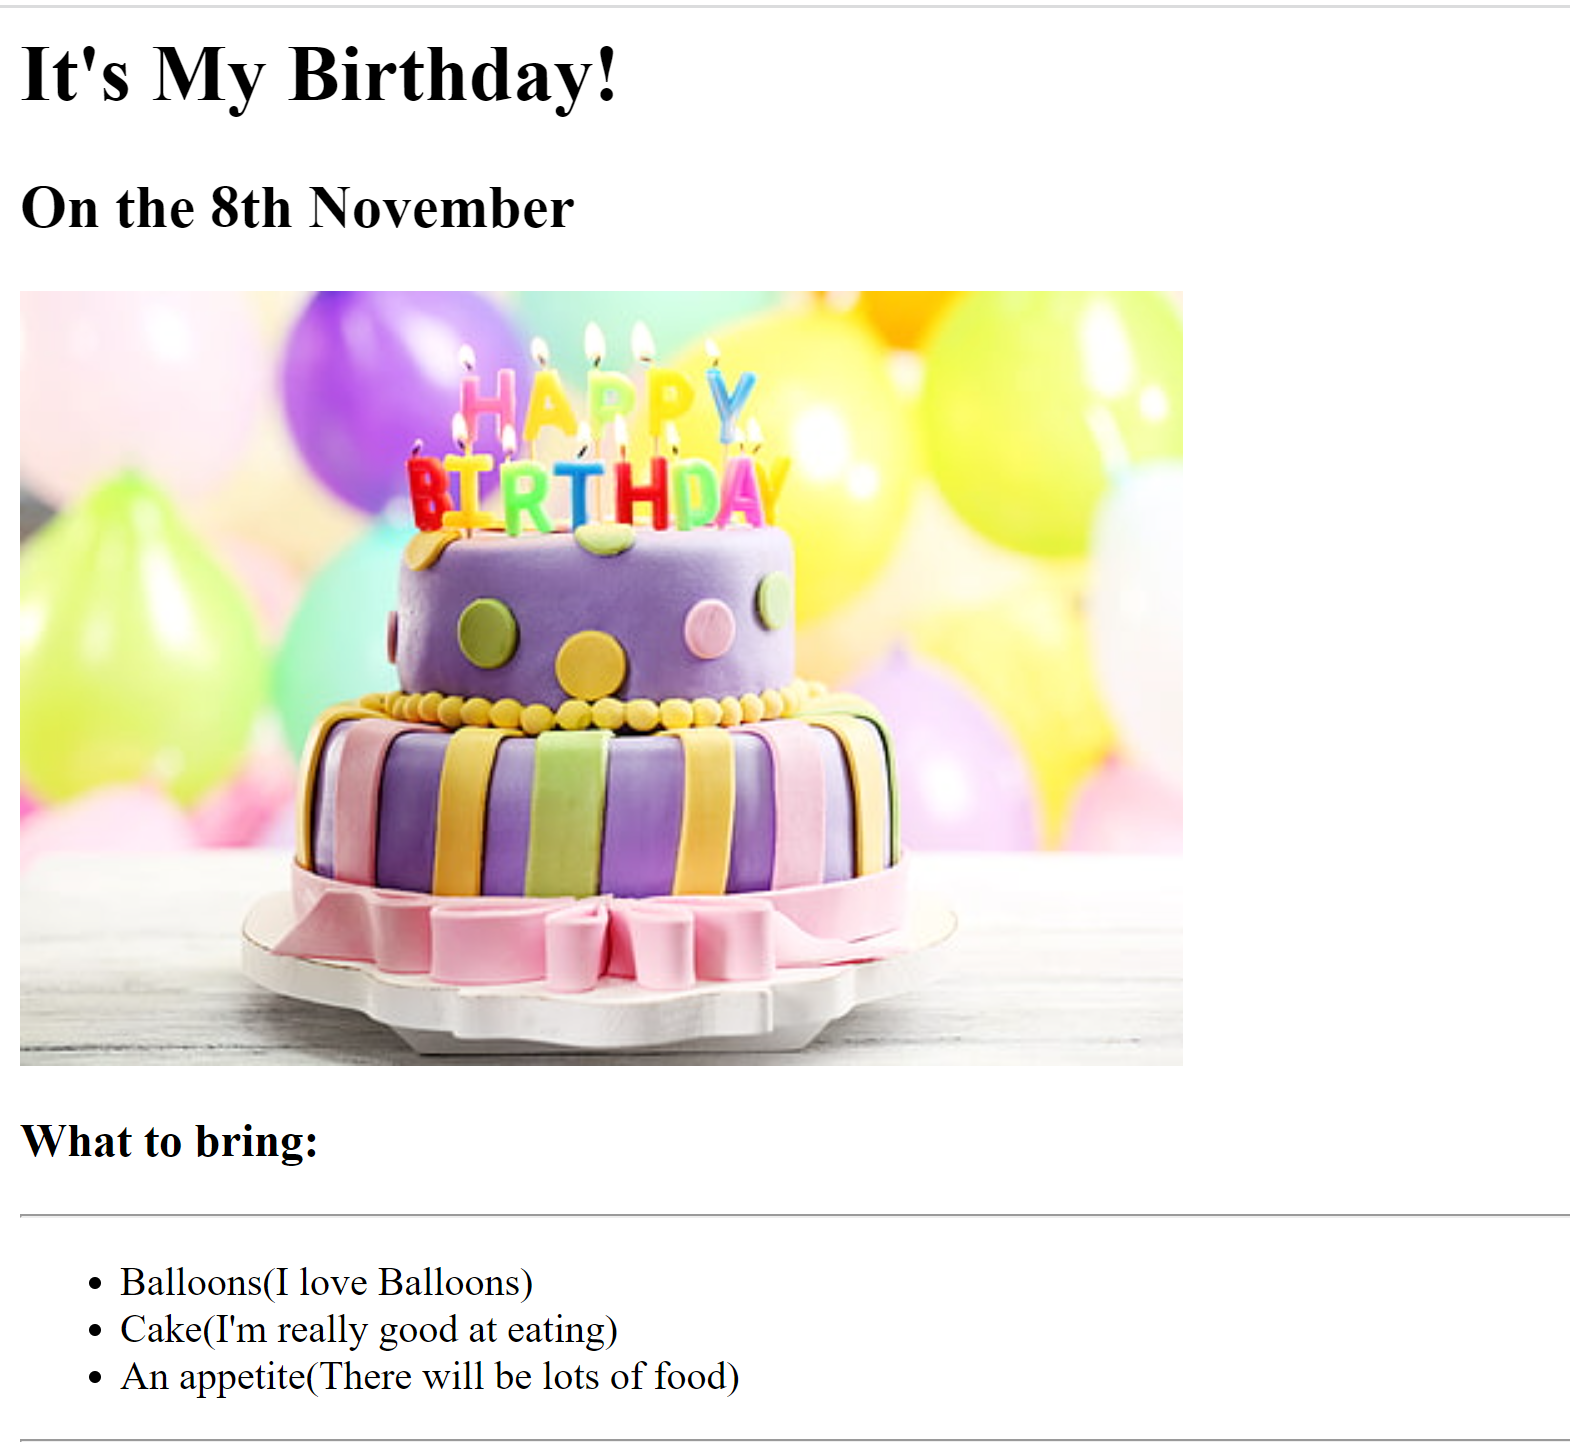 It's My Birthday!
On the 8th November
HAPPY
BIRTHDAY
What to bring:
Balloons(I love Balloons)
Cake(I'm really good at eating)
An appetite(There will be lots of food)